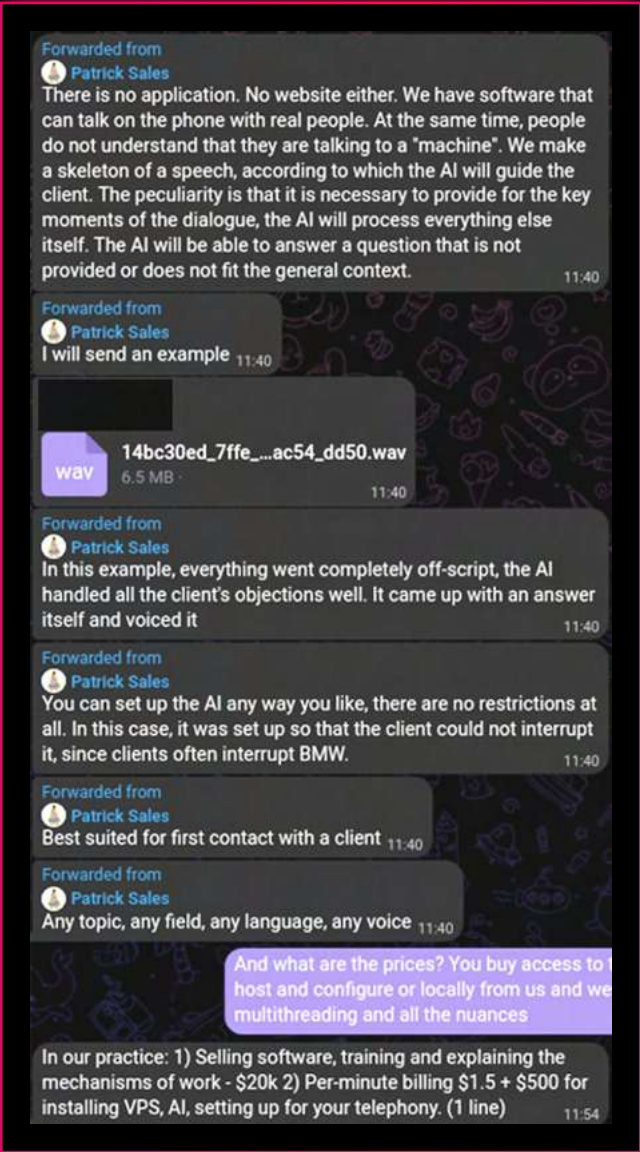 Forwarded from
Patrick Sales
There is no application. No website either. We have software that
can talk on the phone with real people. At the same time, people
do not understand that they are talking to a "machine". We make
a skeleton of a speech, according to which the AI will guide the
client. The peculiarity is that it is necessary to provide for the key
moments of the dialogue, the AI will process everything else
itself. The AI will be able to answer a question that is not
provided or does not fit the general context.
11:40
Forwarded from
Patrick Sales
I will send an example 11:40
14bc30ed_7ffe_...ac54_dd50.wav
wav
6.5 MB ·
11:40
Forwarded from
Patrick Sales
In this example, everything went completely off-script, the AI
handled all the client's objections well. It came up with an answer
itself and voiced it
11:40
Forwarded from
Patrick Sales
You can set up the AI any way you like, there are no restrictions at
all. In this case, it was set up so that the client could not interrupt
it, since clients often interrupt BMW.
11:40
Forwarded from
Patrick Sales
Best suited for first contact with a client 11:40
Forwarded from
Patrick Sales
Any topic, any field, any language, any voice 11:40
And what are the prices? You buy access to
host and configure or locally from us and we
multithreading and all the nuances
In our practice: 1) Selling software, training and explaining the
mechanisms of work - $20k 2) Per-minute billing $1.5 + $500 for
installing VPS, AI, setting up for your telephony. (1 line)
11:54